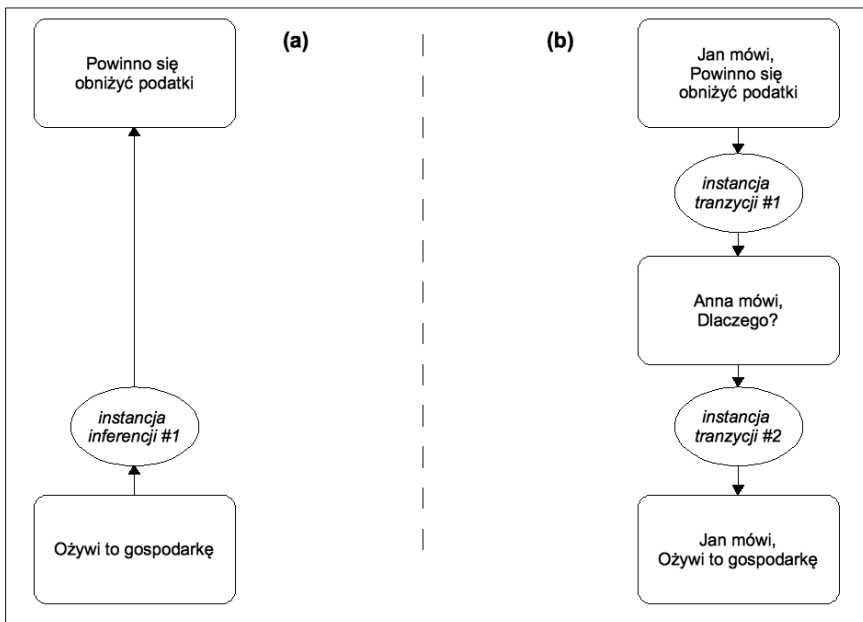 (a)
Powinno się
obniżyć podatki
instancja
inferencji #1
Ożywi to gospodarkę
(b)
Jan mówi,
Powinno się
obniżyć podatki
instancja
tranzycji #1
Anna mówi,
Dlaczego?
instancja
tranzycji #2
Jan mówi,
Ożywi to gospodarkę